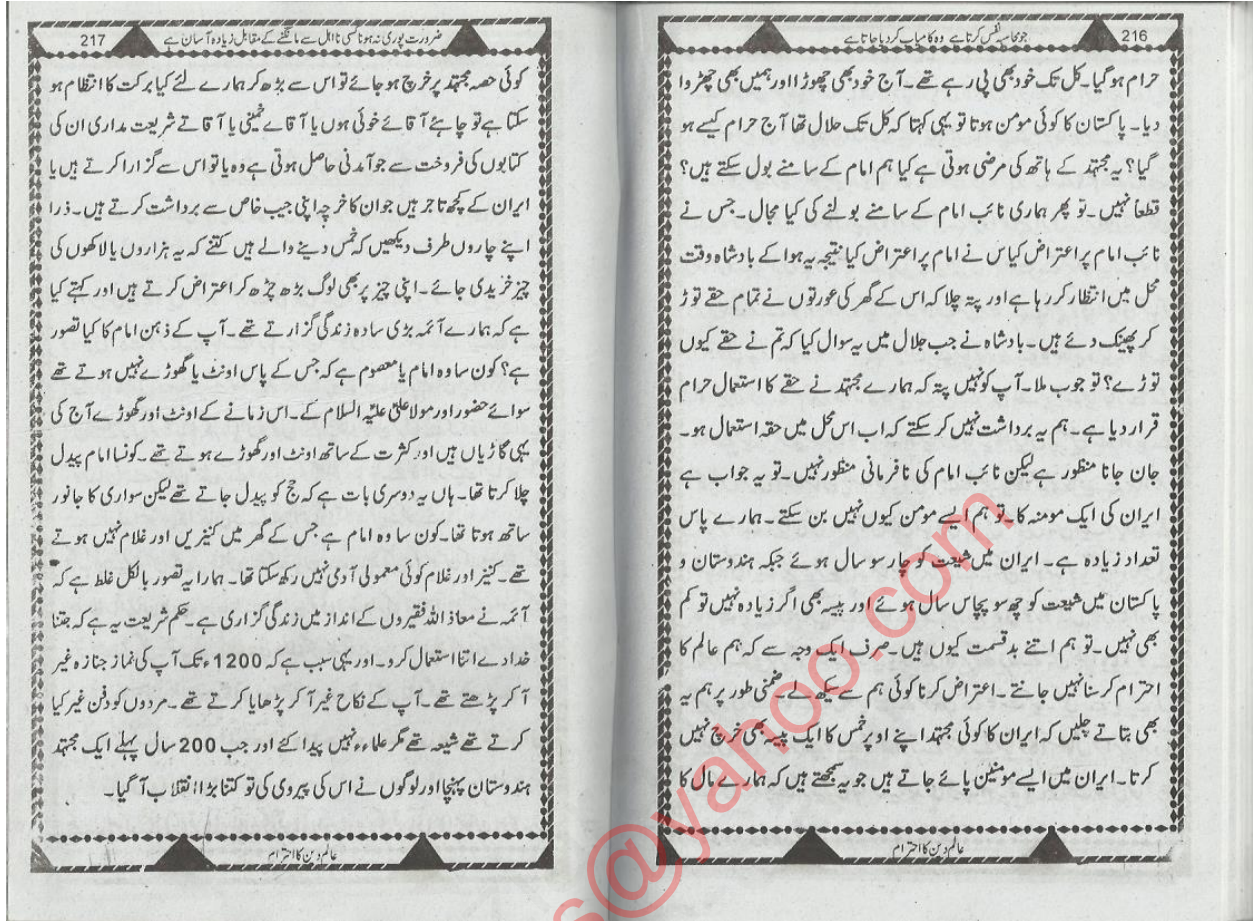 216
جو محاسبہ نفس کرتا ہے وہ کامیاب کر دیا جاتا ہے
حرام ہو گیا۔ کل تک خود بھی پی رہے تھے۔ آج خود بھی چھوڑا اور ہمیں بھی چھڑوا
دیا۔ پاکستان کا کوئی مومن ہوتا تو یہی کہتا کہ کل تک حلال تھا آج حرام کیسے ہو
گیا؟ یہ مجتہد کے ہاتھ کی مرضی ہوتی ہے کیا ہم امام کے سامنے بول سکتے ہیں؟
قطعاً نہیں۔ تو پھر ہماری نائب امام کے سامنے بولنے کی کیا مجال۔ جس نے
نائب امام پر اعتراض کیا س نے امام پر اعتراض کیا نتیجہ یہ ہوا کے بادشاہ وقت
محل میں انتظار کر رہا ہے اور پتہ چلا کہ اس کے گھر کی عورتوں نے تمام حقے توڑ
کر پھینک دئے ہیں۔ بادشاہ نے جب جلال میں یہ سوال کیا کہ تم نے حقے کیوں
توڑے؟ تو جوب ملا۔ آپ کو نہیں پتہ کہ ہمارے مجتہد نے حقے کا استعمال حرام
قرار دیا ہے۔ ہم یہ برداشت نہیں کر سکتے کہ اب اس محل میں حقہ استعمال ہو۔
جان جانا منظور ہے لیکن نائب امام کی نافرمانی منظور نہیں۔ تو یہ جواب ہے
ایران کی ایک مومنہ کا۔ تو ہم ایسے مومن کیوں نہیں بن سکتے۔ ہمارے پاس
تعداد زیادہ ہے۔ ایران میں شیعت کو چار سو سال ہوئے جبکہ ہندوستان و
پاکستان میں شیعت کو چھ سو پچاس سال ہوئے اور پیسہ بھی اگر زیادہ نہیں تو کم
بھی نہیں۔ تو ہم اتنے بدقسمت کیوں ہیں۔ صرف ایک وجہ سے کہ ہم عالم کا
احترام کرسنا نہیں جانتے۔ اعتراض کرنا کوئی ہم سے سیکھ لے۔ ضمنی طور پر ہم یہ
بھی بتاتے چلیں کہ ایران کا کوئی مجتہد اپنے اوپر خمس کا ایک پیسہ بھی خرچ نہیں
کرتا۔ ایران میں ایسے مومنین پائے جاتے ہیں جو یہ سمجھتے ہیں کہ ہمارے مال کا
عالم دین کا احترام
217
ضرورت پوری نہ ہونا کسی نااہل سے مانگنے کے مقابل زیادہ آسان ہے
کوئی حصہ مجتہد پر خرچ ہو جائے تو اس سے بڑھ کر ہمارے لئے کیا برکت کا انتظام ہو
سکتا ہے تو چاہئے آقائے خوئی ہوں یا آقاے خمینی یا آقائے شریعت مداری ان کی
کتابوں کی فروخت سے جو آمدنی حاصل ہوتی ہے وہ یا تو اس سے گزارا کرتے ہیں یا
ایران کے کچھ تاجر ہیں جو ان کا خرچہ اپنی جیب خاص سے برداشت کرتے ہیں۔ ذرا
اپنے چاروں طرف دیکھیں کہ خمس دینے والے ہیں کتنے کہ یہ ہزاروں یا لاکھوں کی
چیز خریدی جائے۔ اپنی چیز پر بھی لوگ بڑھ چڑھ کر اعتراض کرتے ہیں اور کہتے کیا
ہے کہ ہمارے آئمہ بڑی سادہ زندگی گزارتے تھے۔ آپ کے ذہن امام کا کیا تصور
ہے؟ کون سا وہ امام یا معصوم ہے کہ جس کے پاس اونٹ یا گھوڑے نہیں ہوتے تھے
سوائے حضور اور مولا علی علیہ السلام کے۔ اس زمانے کے اونٹ اور گھوڑے آج کی
یہی گاڑیاں ہیں اور کثرت کے ساتھ اونٹ اور گھوڑے ہوتے تھے۔ کونسا امام پیدل
چلا کرتا تھا۔ ہاں یہ دوسری بات ہے کہ حج کو پیدل جاتے تھے لیکن سواری کا جانور
ساتھ ہوتا تھا۔ کون سا وہ امام ہے جس کے گھر میں کنیزیں اور غلام نہیں ہوتے
تھے۔ کنیز اور غلام کوئی معمولی آدمی نہیں رکھ سکتا تھا۔ ہمارا یہ تصور بالکل غلط ہے کہ
آئمہ نے معاذ اللہ فقیروں کے انداز میں زندگی گزاری ہے۔ حکم شریعت یہ ہے کہ جتنا
خدا دے اتنا استعمال کرو۔ اور یہی سبب ہے کہ 1200ء تک آپ کی نماز جنازہ غیر
آکر پڑھتے تھے۔ آپ کے نکاح غیر آکر پڑھایا کرتے تھے۔ مردوں کو دفن غیر کیا
کرتے تھے شیعہ تھے مگر علماء نہیں پیدا کئے اور جب 200 سال پہلے ایک مجتہد
ہندوستان پہنچا اور لوگوں نے اس کی پیروی کی تو کتنا بڑا انقلاب آ گیا۔
عالم دین کا احترام
s@yahoo.com